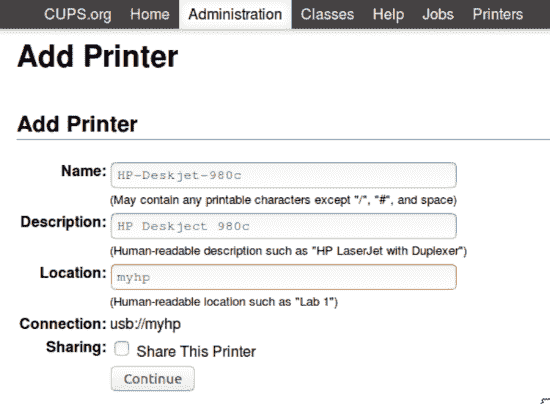 CUPS.org Home Administration Classes Help Jobs Printers
Add Printer
Add Printer
Name: HP-Deskjet-980c
(May contain any printable characters except "/", "#", and space)
Description: HP Deskject 980c
(Human-readable description such as "HP LaserJet with Duplexer")
Location: myhp
(Human-readable location such as "Lab 1")
Connection: usb://myhp
Sharing: Share This Printer
Continue